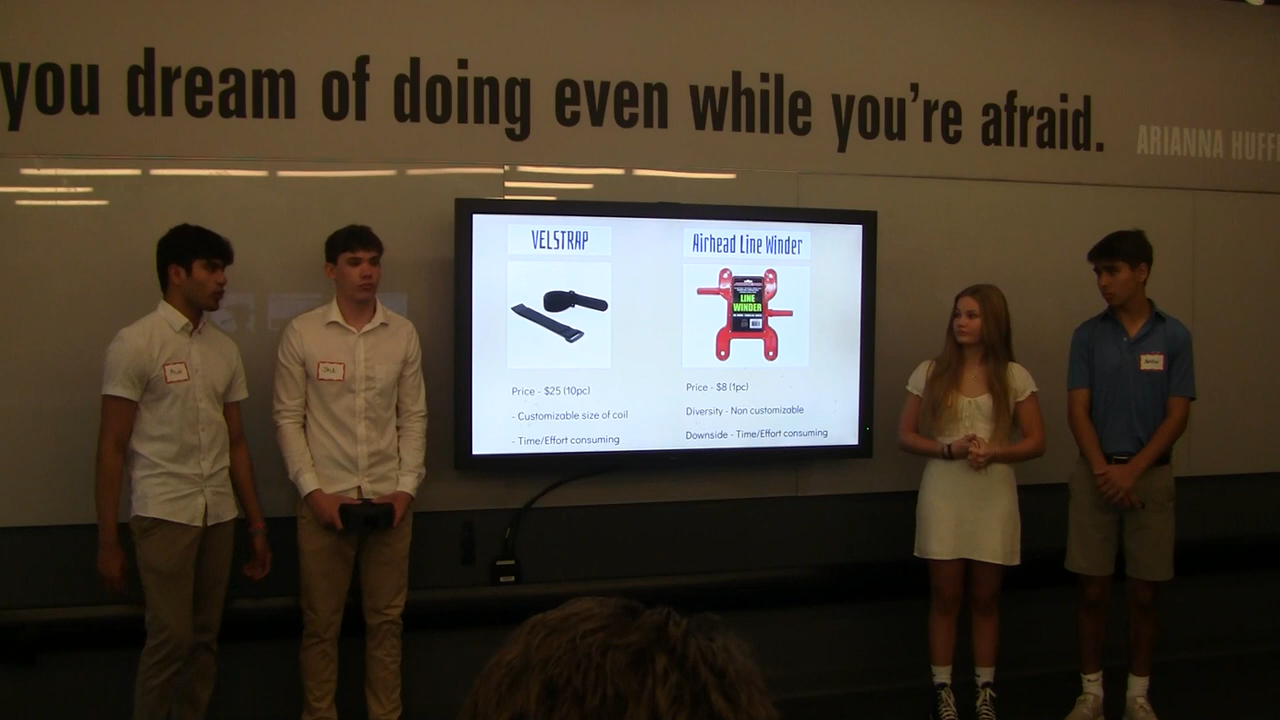 you dream of doing even while you're afraid.
ARIANNA HUFF
VELSTRAP
Airhead Line Winder
LINE
WINDER
Price - $25 (10pc)
- Customizable size of coil
- Time/Effort consuming
Price - $8 (1pc)
Diversity - Non customizable
Downside - Time/Effort consuming